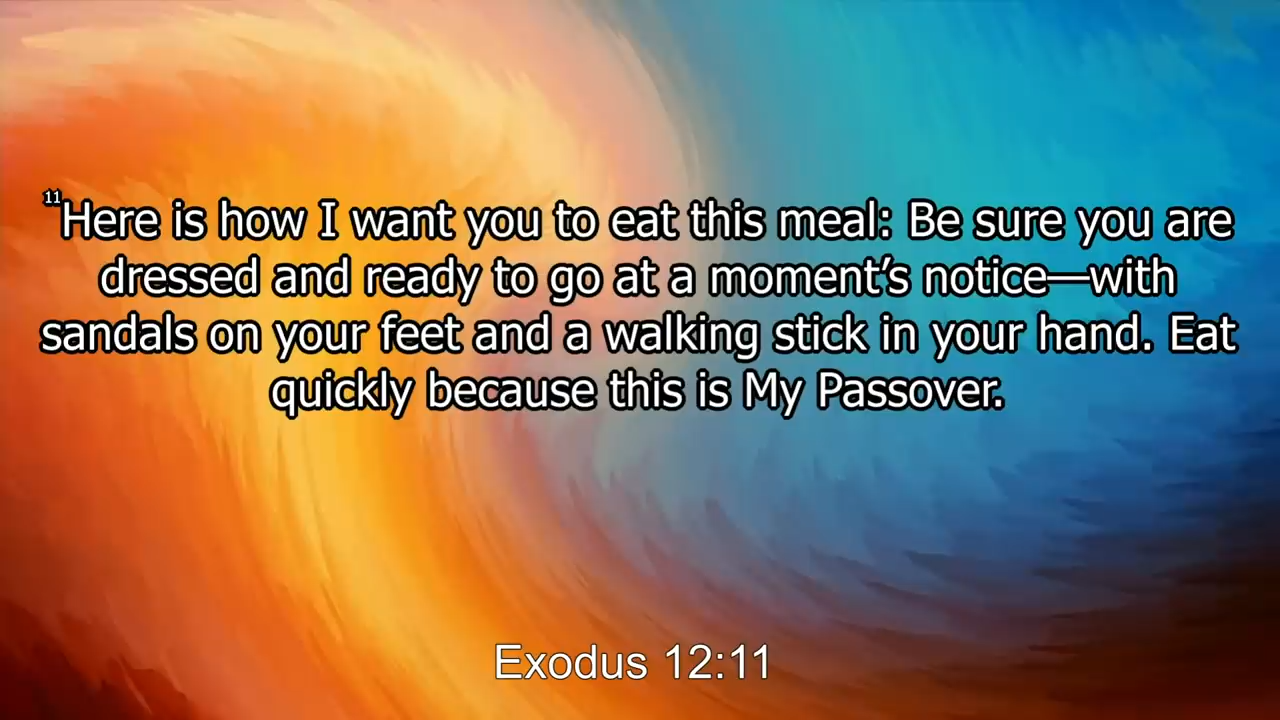 11Here is how I want you to eat this meal: Be sure you are
dressed and ready to go at a moment’s notice—with
sandals on your feet and a walking stick in your hand. Eat
quickly because this is My Passover.
Exodus 12:11